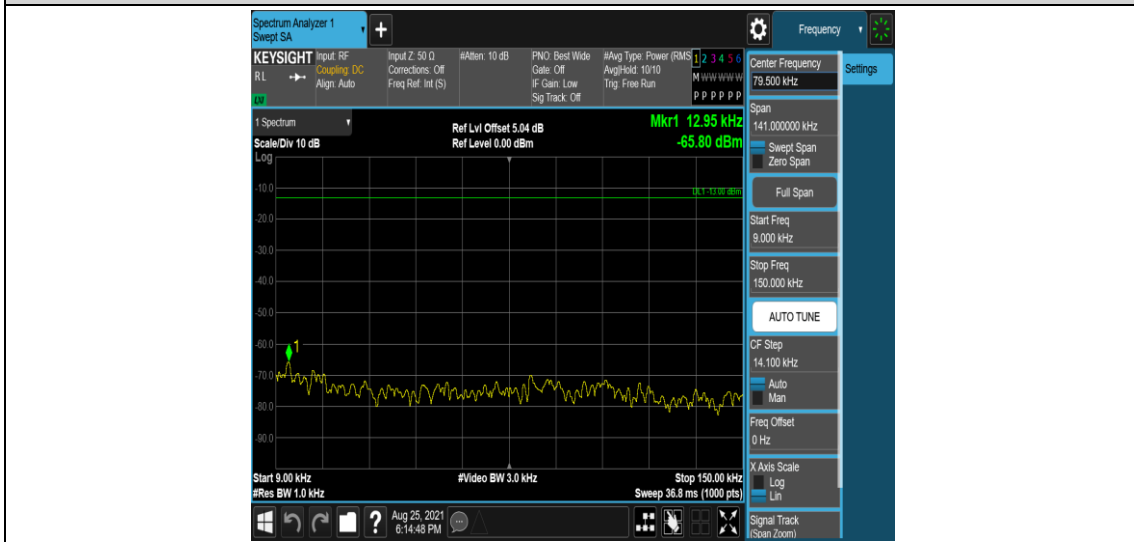 Spectrum Analyzer 1
Swept SA
+
Frequency
KEYSIGHT
RL
LXI
Input: RF
Coupling: DC
Align: Auto
Input Z: 50 Ω
Corrections: Off
Freq Ref: Int (S)
#Atten: 10 dB
PNO: Best Wide
Gate: Off
IF Gain: Low
Sig Track: Off
#Avg Type: Power (RMS
Avg|Hold: 10/10
Trig: Free Run
1 2 3 4 5 6
M W W W W W
P P P P P P
1 Spectrum
Scale/Div 10 dB
Log
Ref Lvl Offset 5.04 dB
Ref Level 0.00 dBm
Mkr1 12.95 kHz
-65.80 dBm
DL1 -13.00 dBm
-10.0
-20.0
-30.0
-40.0
-50.0
-60.0
-70.0
-80.0
-90.0
1
Start 9.00 kHz
#Res BW 1.0 kHz
#Video BW 3.0 kHz
Stop 150.00 kHz
Sweep 36.8 ms (1000 pts)
Center Frequency
79.500 kHz
Settings
Span
141.000000 kHz
Swept Span
Zero Span
Full Span
Start Freq
9.000 kHz
Stop Freq
150.000 kHz
AUTO TUNE
CF Step
14.100 kHz
Auto
Man
Freq Offset
0 Hz
X Axis Scale
Log
Lin
Signal Track
(Span Zoom)
?
Aug 25, 2021
6:14:48 PM